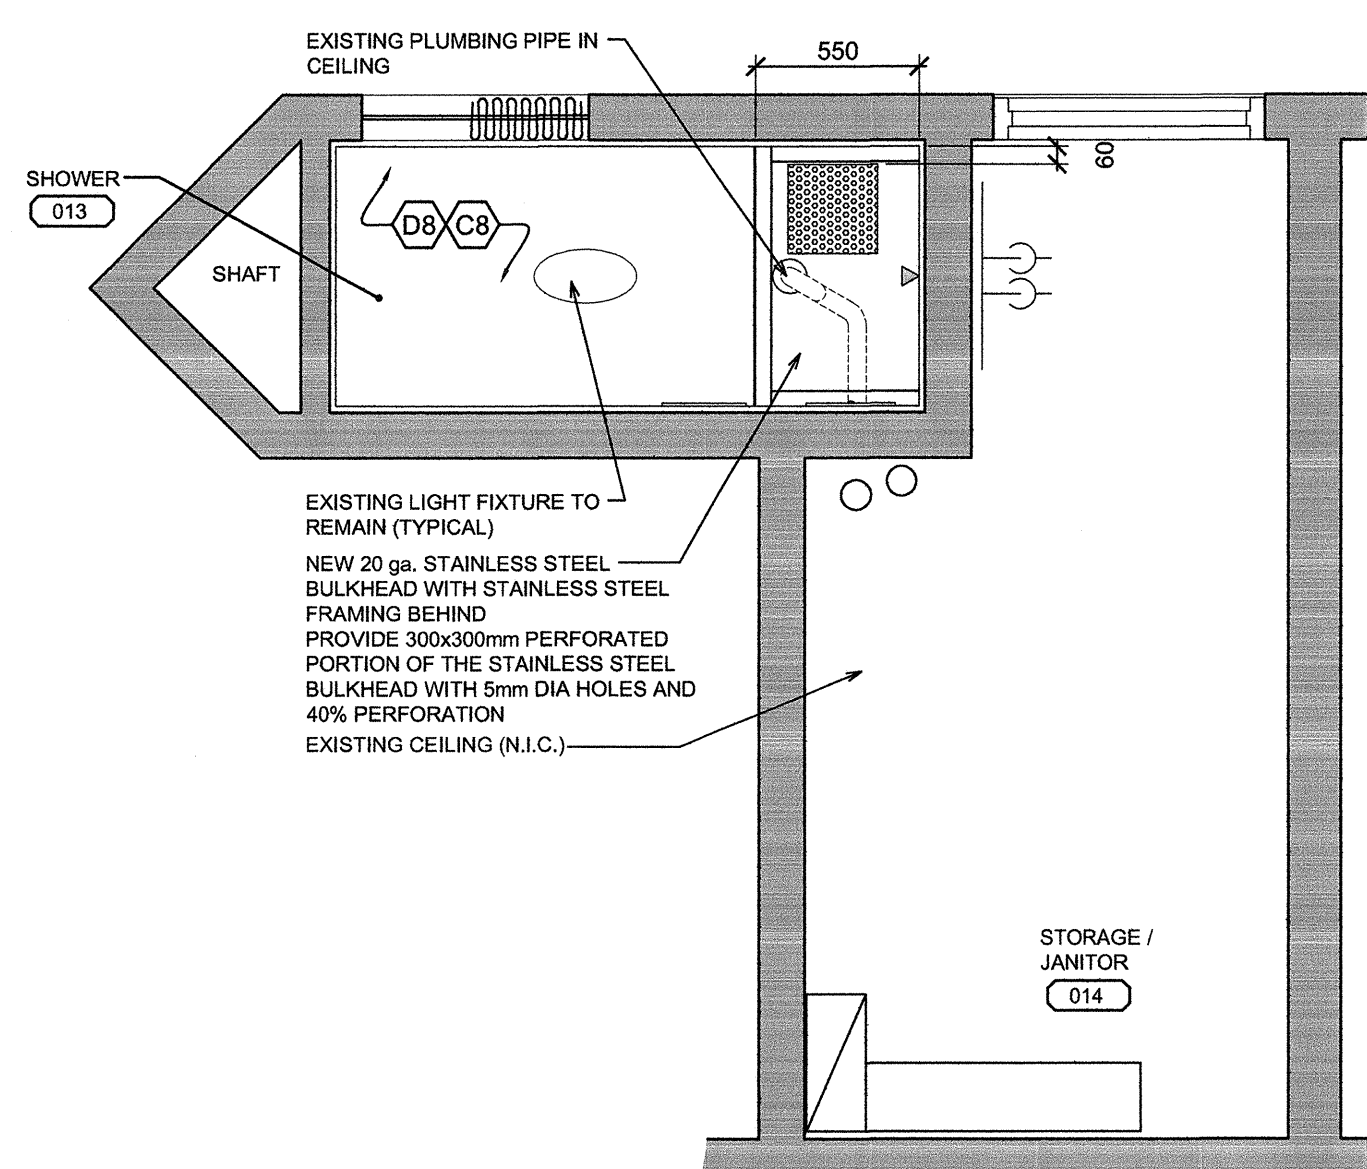 EXISTING PLUMBING PIPE IN
CEILING
550
60
SHOWER
013
D8
C8
SHAFT
EXISTING LIGHT FIXTURE TO
REMAIN (TYPICAL)
NEW 20 ga. STAINLESS STEEL
BULKHEAD WITH STAINLESS STEEL
FRAMING BEHIND
PROVIDE 300x300mm PERFORATED
PORTION OF THE STAINLESS STEEL
BULKHEAD WITH 5mm DIA HOLES AND
40% PERFORATION
EXISTING CEILING (N.I.C.)
STORAGE /
JANITOR
014